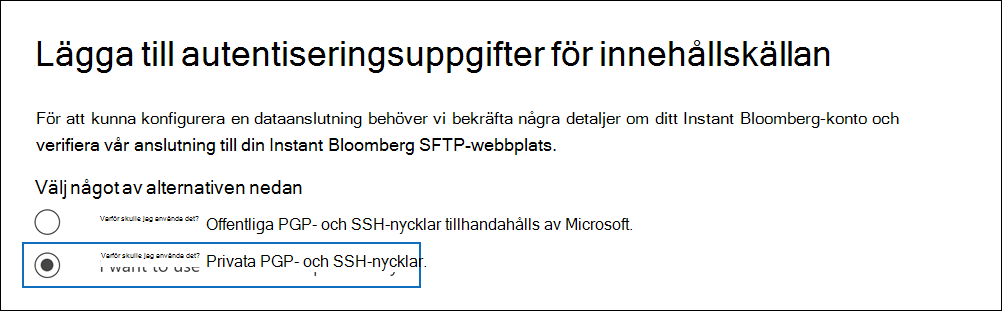 Lägga till autentiseringsuppgifter för innehållskällan
För att kunna konfigurera en dataanslutning behöver vi bekräfta några detaljer om ditt Instant Bloomberg-konto och
verifiera vår anslutning till din Instant Bloomberg SFTP-webbplats.
Välj något av alternativen nedan
Varför skulle jag använda det? Offentliga PGP- och SSH-nycklar tillhandahålls av Microsoft.
Varför skulle jag använda det? Privata PGP- och SSH-nycklar.
I want to use